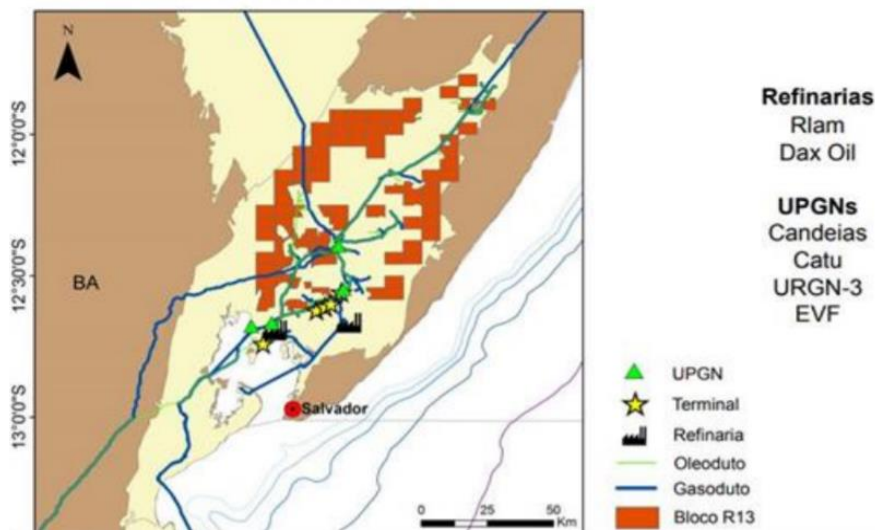 N
12°0'0"S
12°30'0"S
13°0'0"S
BA
Salvador
0 25 50
Km
Refinarias
Rlam
Dax Oil
UPGNs
Candeias
Catu
URGN-3
EVF
UPGN
Terminal
Refinaria
Oleoduto
Gasoduto
Bloco R13